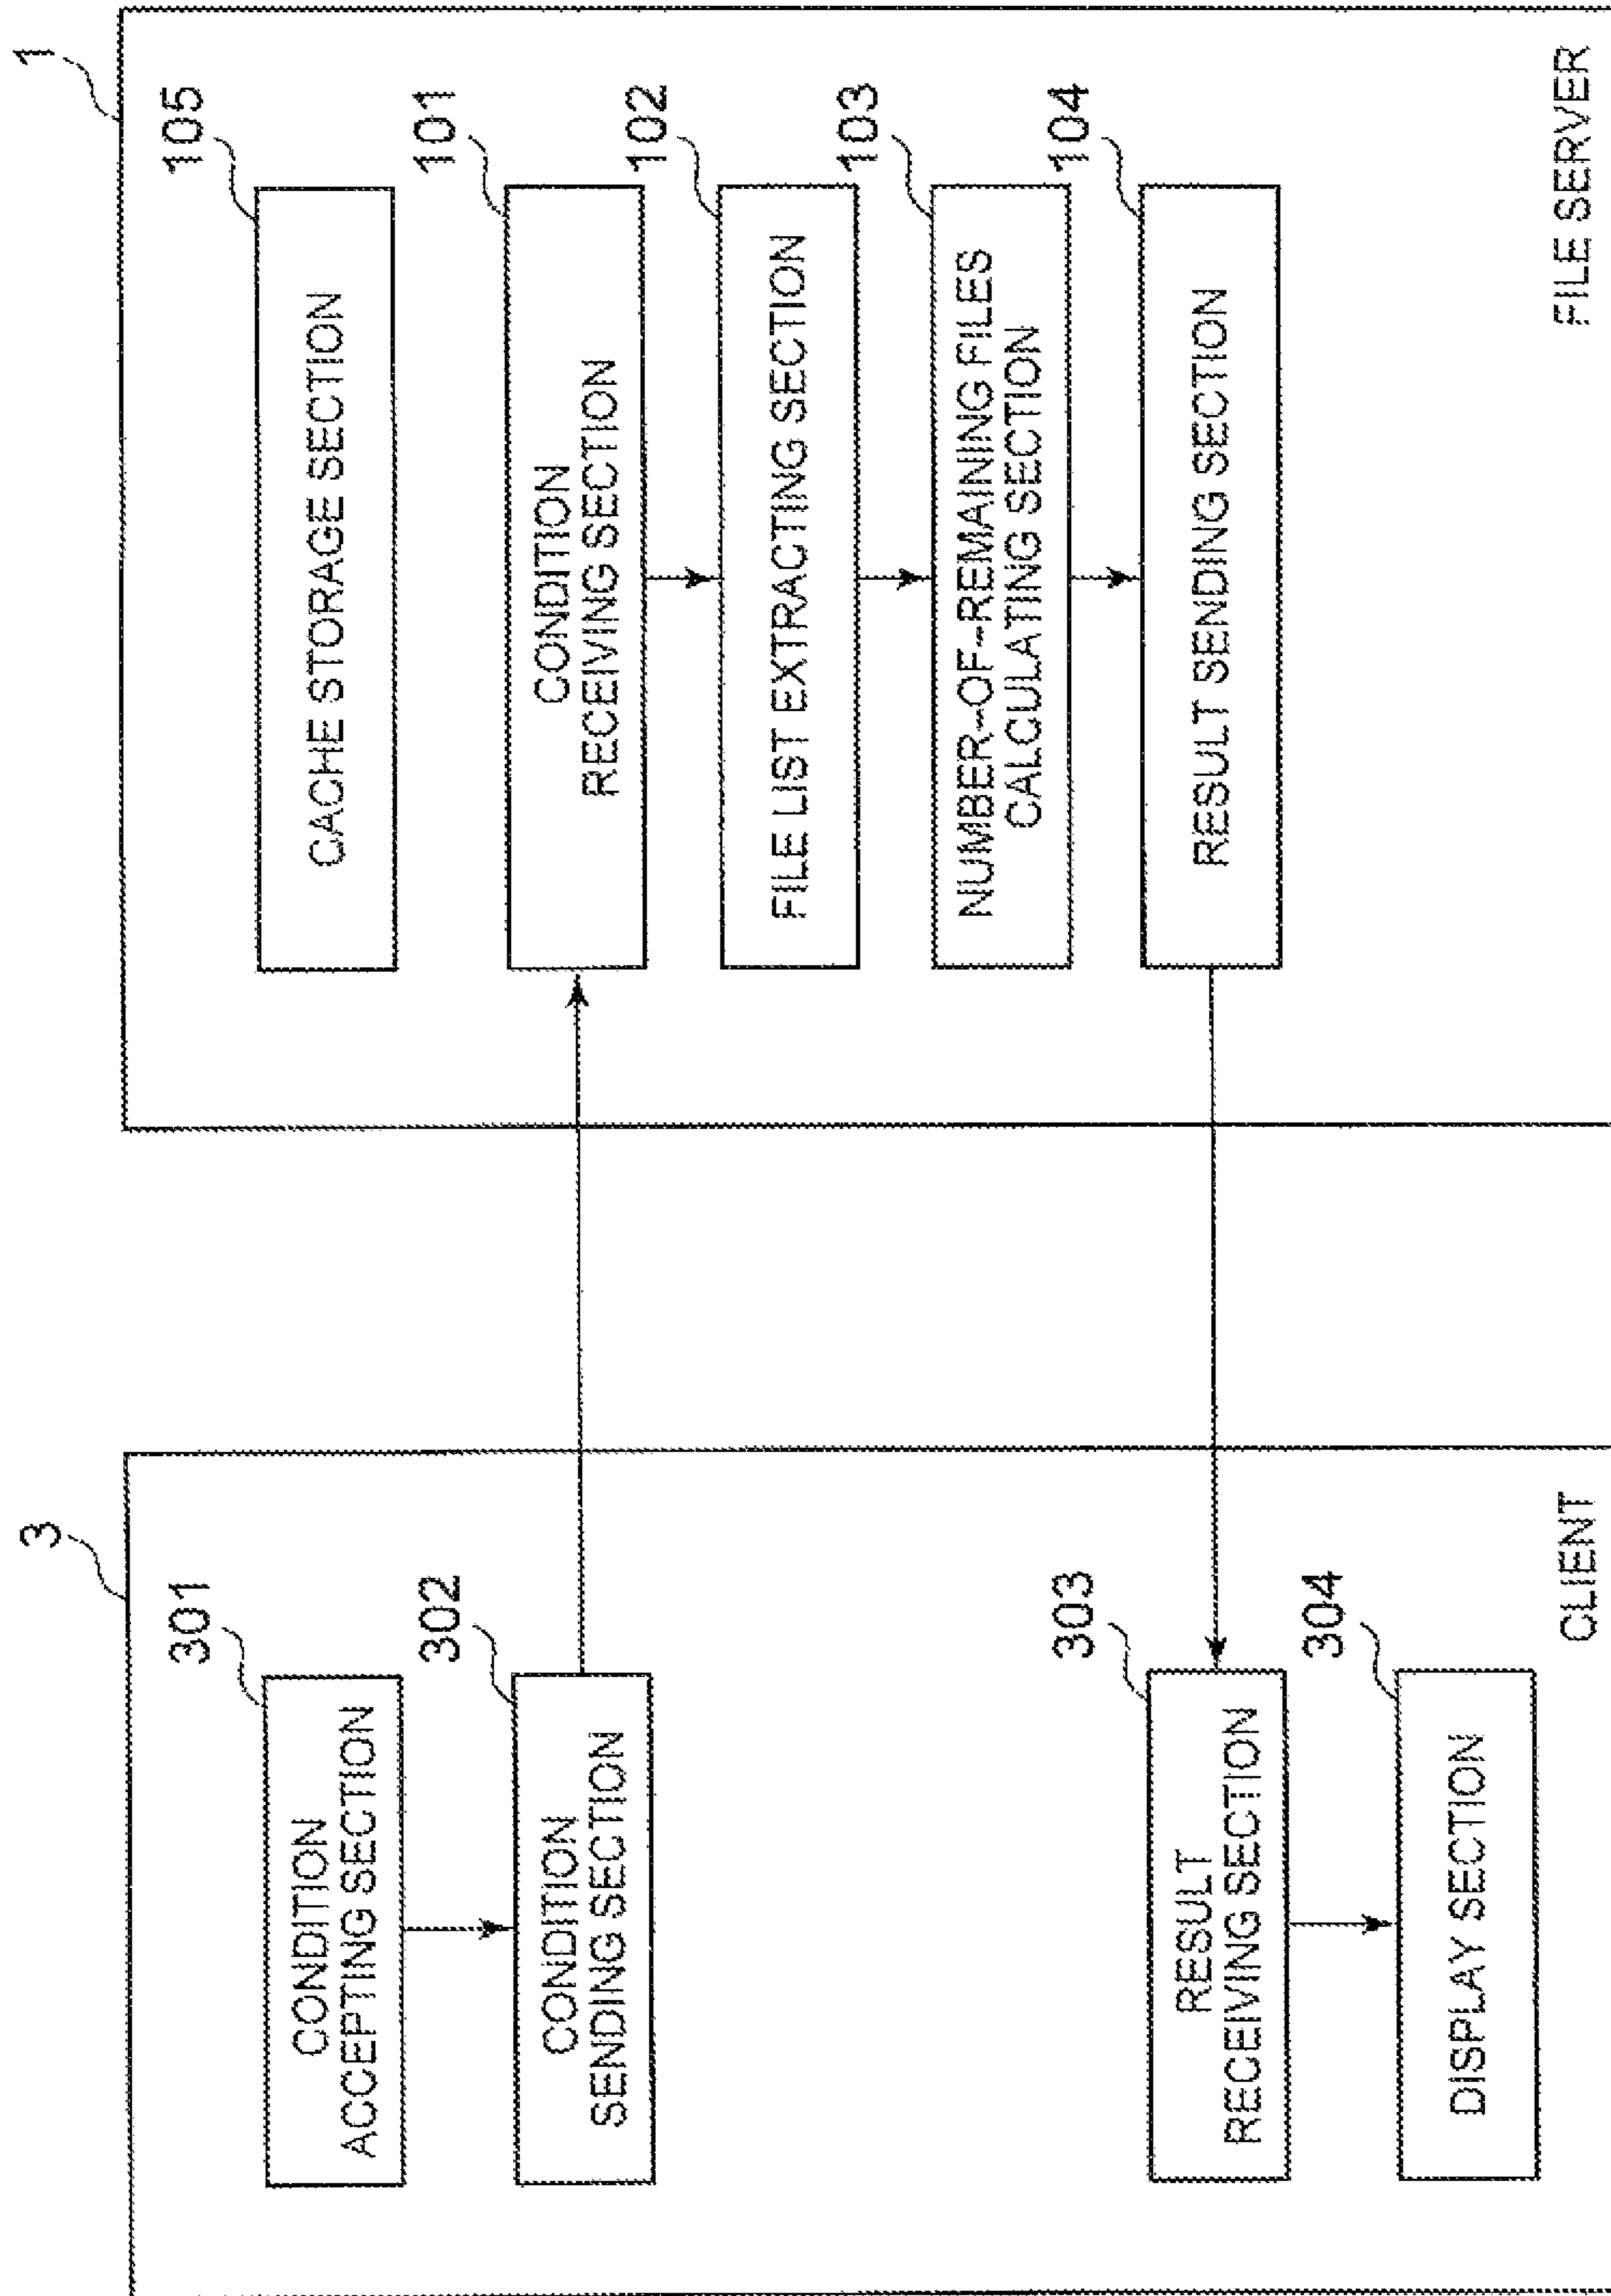 3
301
CONDITION
ACCEPTING SECTION
302
CONDITION
SENDING SECTION
303
RESULT
RECEIVING SECTION
304
DISPLAY SECTION
CLIENT
1
105
CACHE STORAGE SECTION
101
CONDITION
RECEIVING SECTION
102
FILE LIST EXTRACTING SECTION
103
NUMBER-OF-REMAINING FILES
CALCULATING SECTION
104
RESULT SENDING SECTION
FILE SERVER